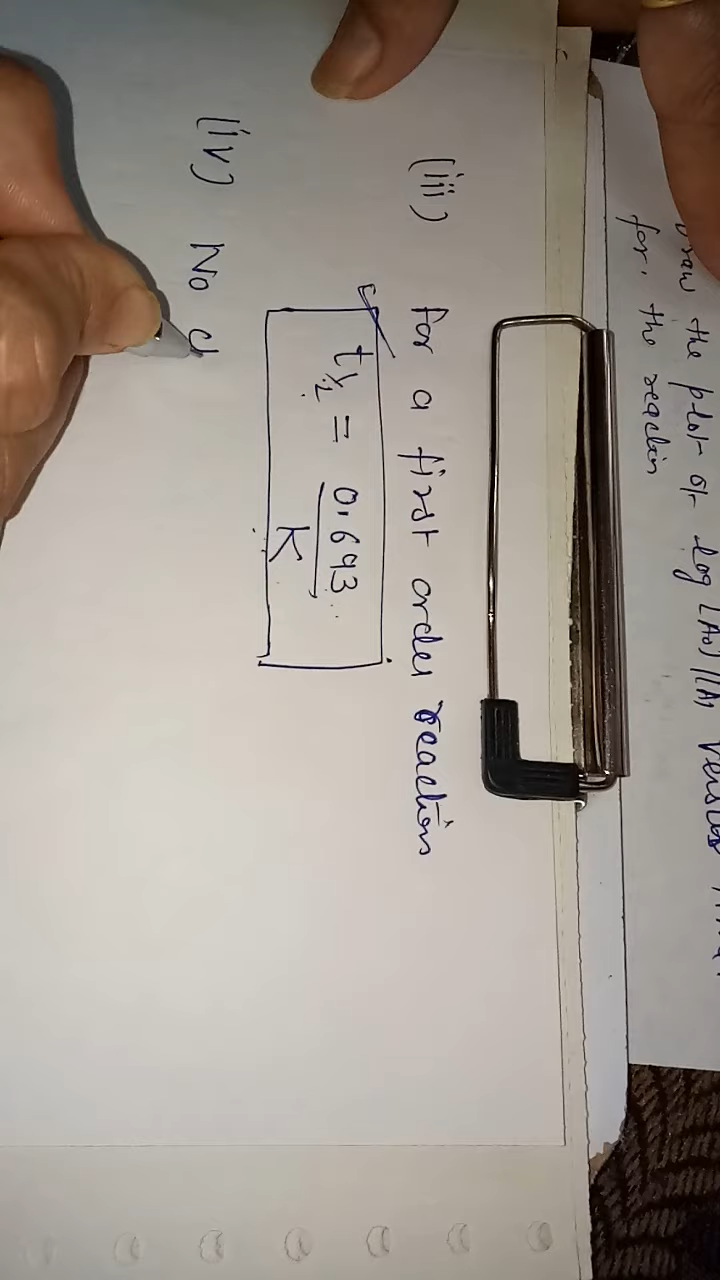 Draw the plot of log [A₀]/[A] versus
for, the reaction
(iii) for a first order reaction
t½ = 0.693 / K
(iv) No d